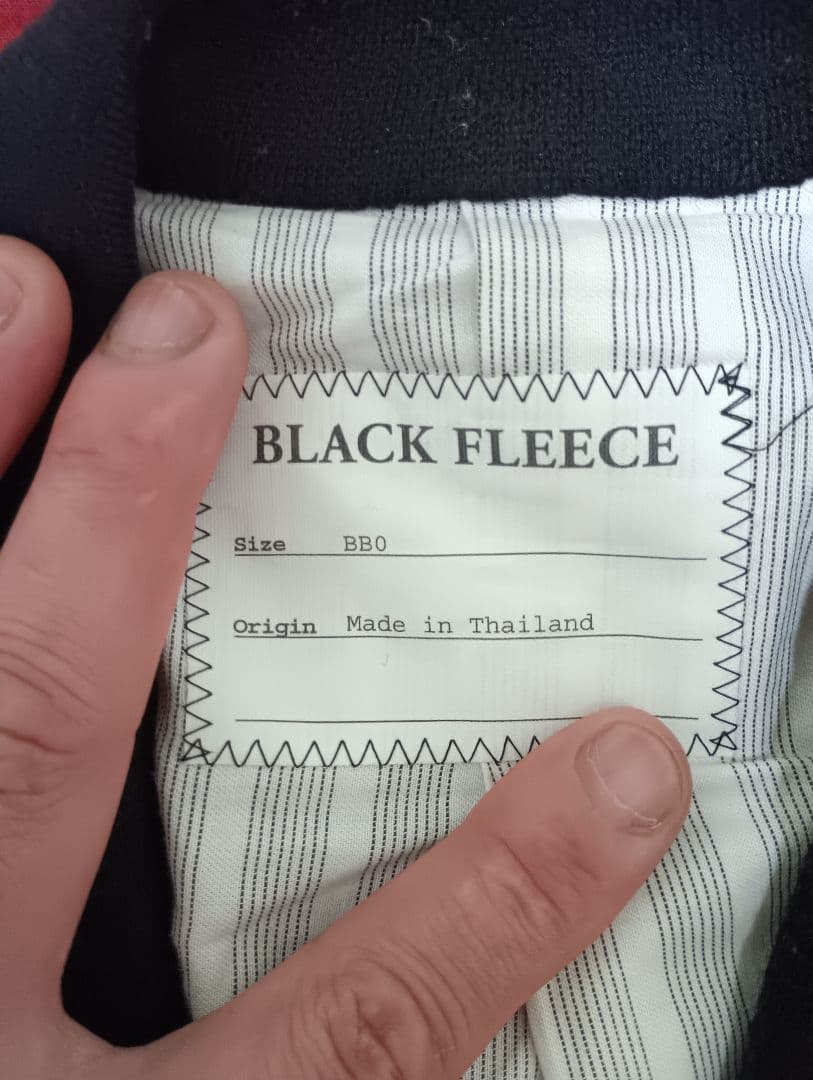 BLACK FLEECE
Size BB0
Origin Made in Thailand